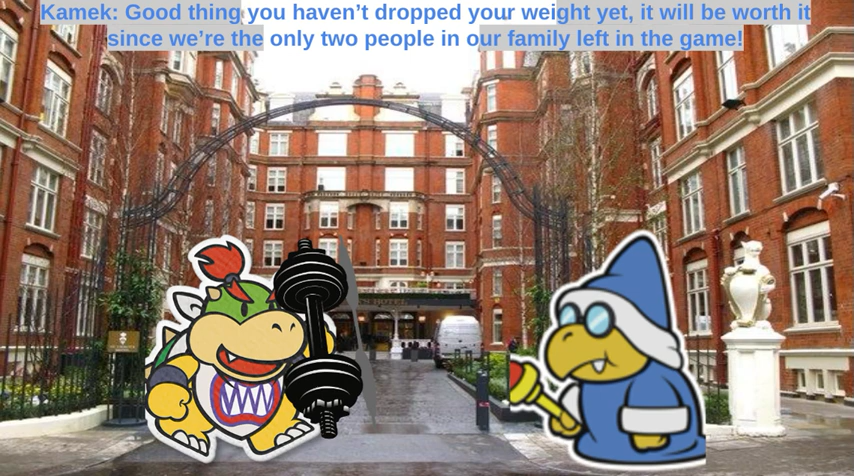 Kamek: Good thing you haven’t dropped your weight yet, it will be worth it
since we’re the only two people in our family left in the game!
HOTEL